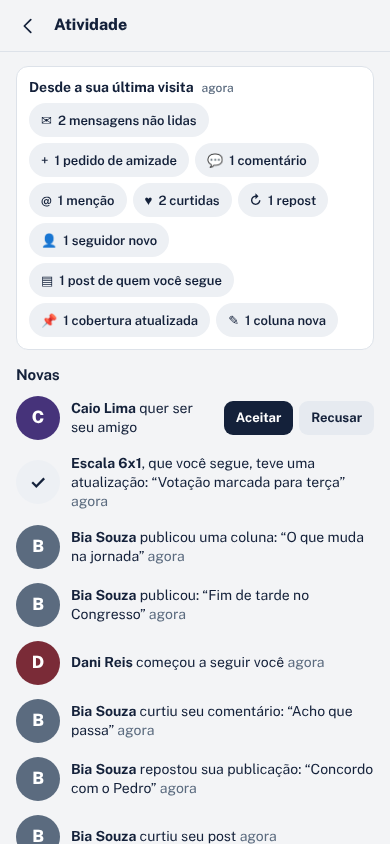 Atividade
Desde a sua última visita agora
2 mensagens não lidas
+ 1 pedido de amizade
1 comentário
@ 1 menção
2 curtidas
1 repost
1 seguidor novo
1 post de quem você segue
1 cobertura atualizada
1 coluna nova
Novas
C
Caio Lima quer ser
seu amigo
Aceitar
Recusar
Escala 6x1, que você segue, teve uma
atualização: “Votação marcada para terça”
agora
B
Bia Souza publicou uma coluna: “O que muda
na jornada” agora
B
Bia Souza publicou: “Fim de tarde no
Congresso” agora
D
Dani Reis começou a seguir você agora
B
Bia Souza curtiu seu comentário: “Acho que
passa” agora
B
Bia Souza repostou sua publicação: “Concordo
com o Pedro” agora
B
Bia Souza curtiu seu post agora